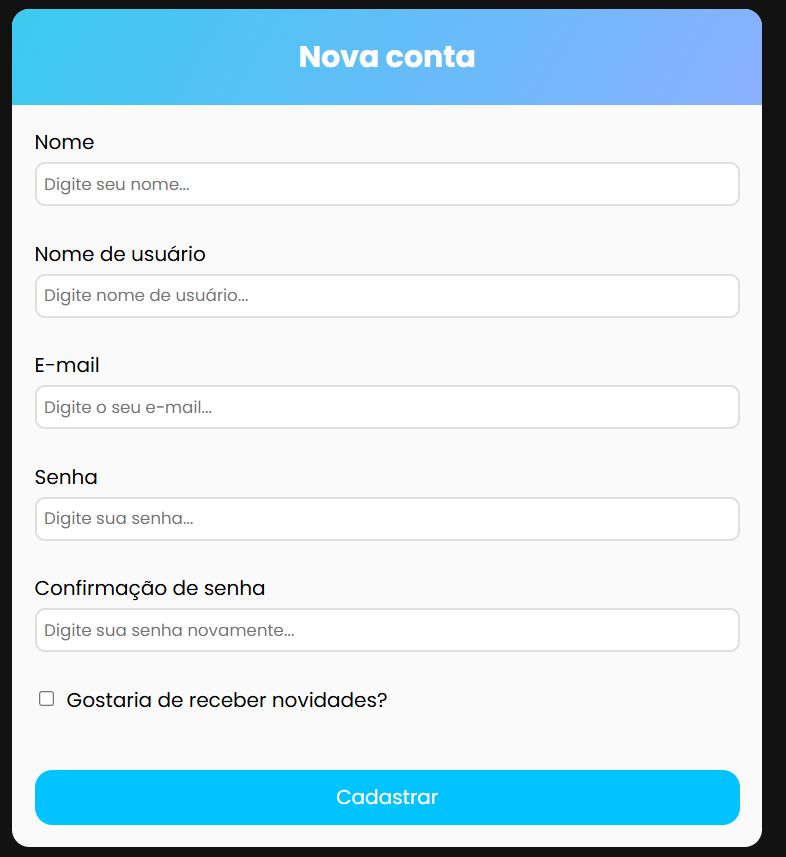 Nova conta
Nome
Digite seu nome...
Nome de usuário
Digite nome de usuário...
E-mail
Digite o seu e-mail...
Senha
Digite sua senha...
Confirmação de senha
Digite sua senha novamente...
Gostaria de receber novidades?
Cadastrar